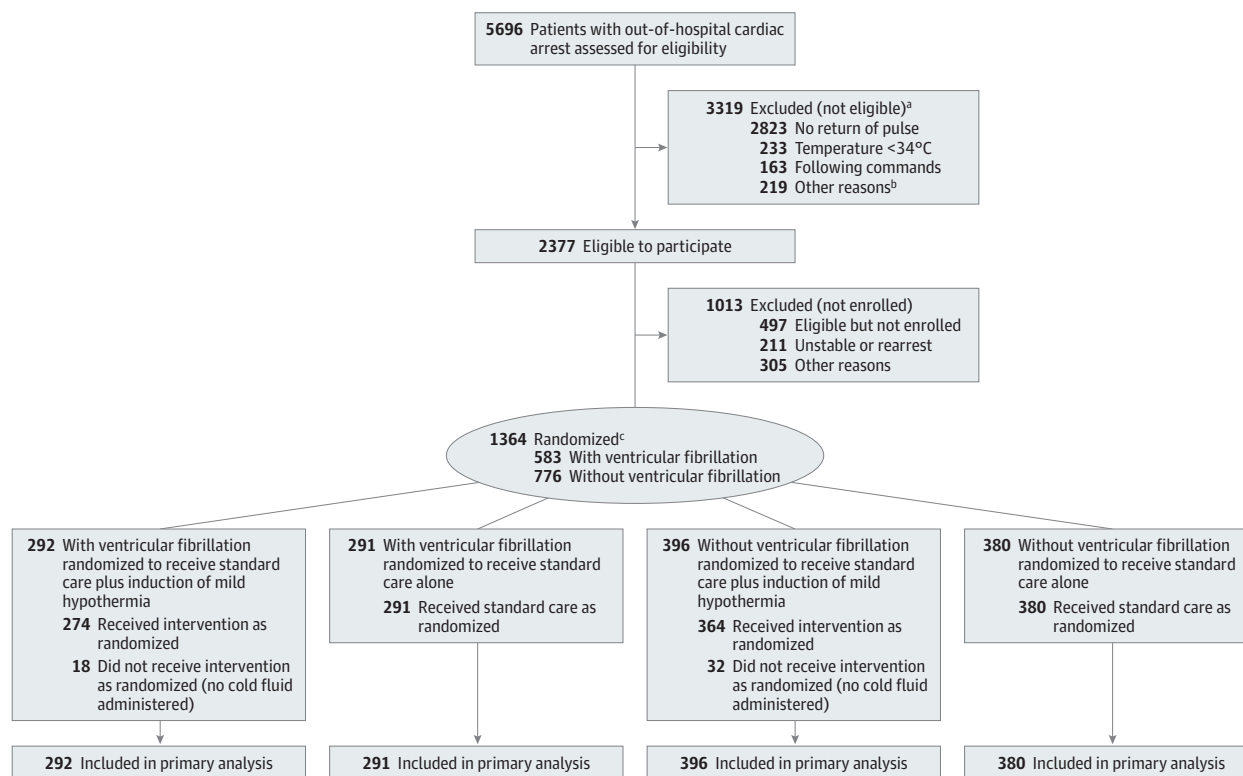 5696 Patients with out-of-hospital cardiac
arrest assessed for eligibility
3319 Excluded (not eligible)a
2823 No return of pulse
233 Temperature <34°C
163 Following commands
219 Other reasonsb
2377 Eligible to participate
1013 Excluded (not enrolled)
497 Eligible but not enrolled
211 Unstable or rearrest
305 Other reasons
1364 Randomizedc
583 With ventricular fibrillation
776 Without ventricular fibrillation
292 With ventricular fibrillation
randomized to receive standard
care plus induction of mild
hypothermia
274 Received intervention as
randomized
18 Did not receive intervention
as randomized (no cold fluid
administered)
291 With ventricular fibrillation
randomized to receive standard
care alone
291 Received standard care as
randomized
396 Without ventricular fibrillation
randomized to receive standard
care plus induction of mild
hypothermia
364 Received intervention as
randomized
32 Did not receive intervention
as randomized (no cold fluid
administered)
380 Without ventricular fibrillation
randomized to receive standard
care alone
380 Received standard care as
randomized
292 Included in primary analysis
291 Included in primary analysis
396 Included in primary analysis
380 Included in primary analysis